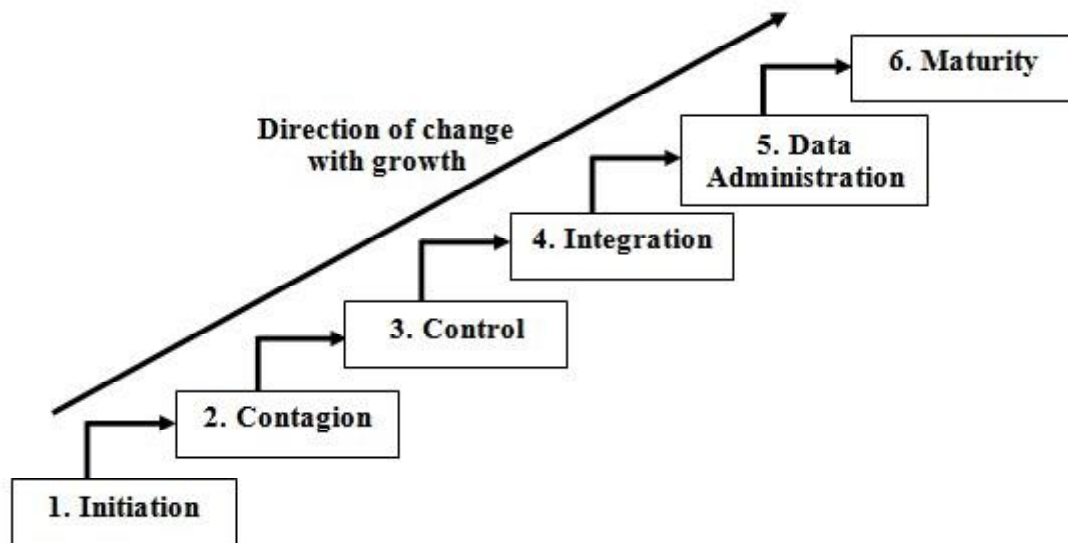 6. Maturity
Direction of change
with growth
5. Data
Administration
4. Integration
3. Control
2. Contagion
1. Initiation